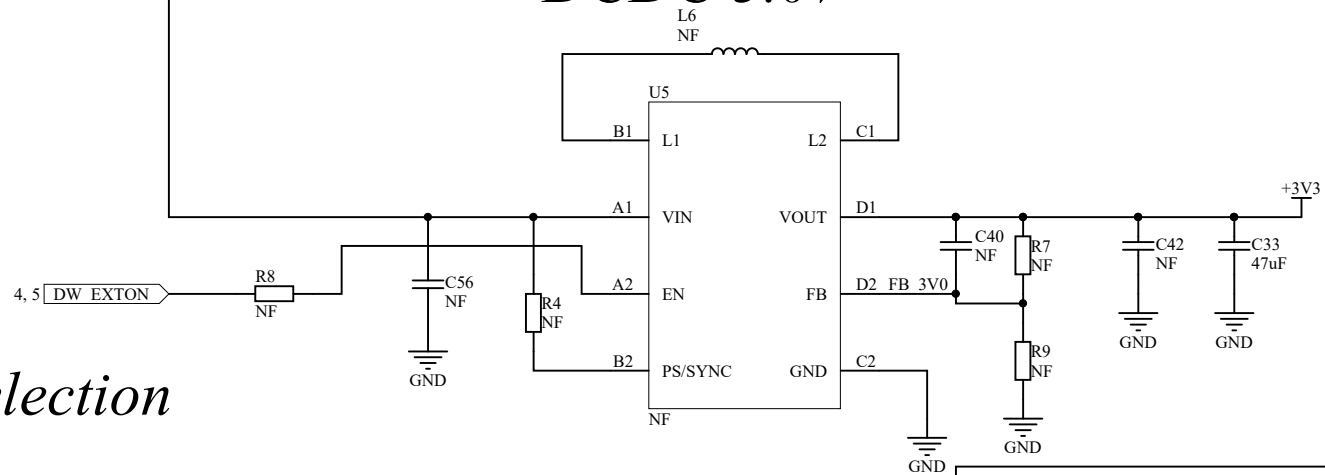 L6
NF
U5
B1 L1 L2 C1
+3V3
A1 VIN VOUT D1
C40
NF
R7
NF
C42
NF
C33
47uF
R8
NF
4, 5 DW_EXTON
C56
NF
R4
NF
A2 EN FB D2 FB_3V0
GND
GND
R9
NF
B2 PS/SYNC GND C2
GND
NF
GND
GND